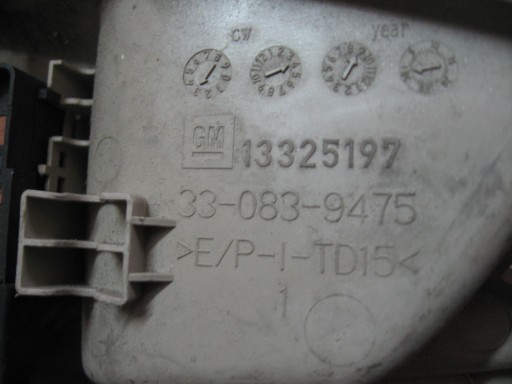 cw year
GM 13325197
33-083-9475
>E/P-I-TD15<
1